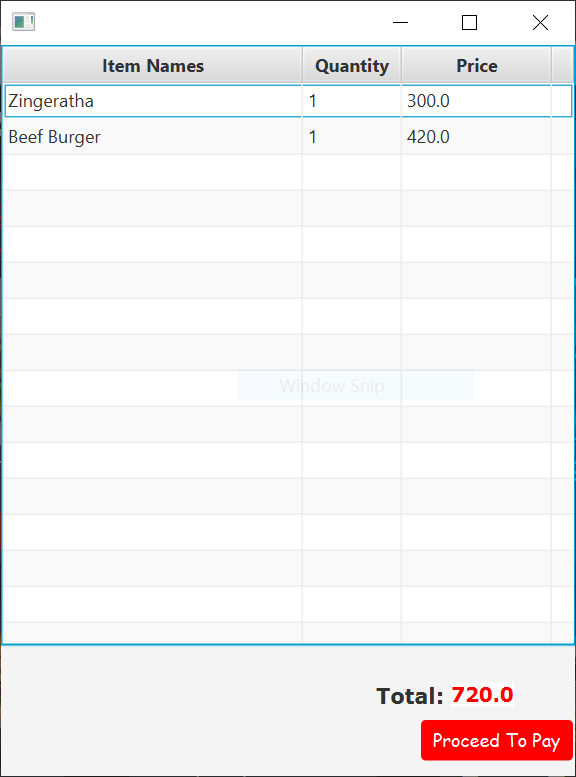 Item Names Quantity Price
Zingeratha 1 300.0
Beef Burger 1 420.0
Window Snip
Total: 720.0
Proceed To Pay